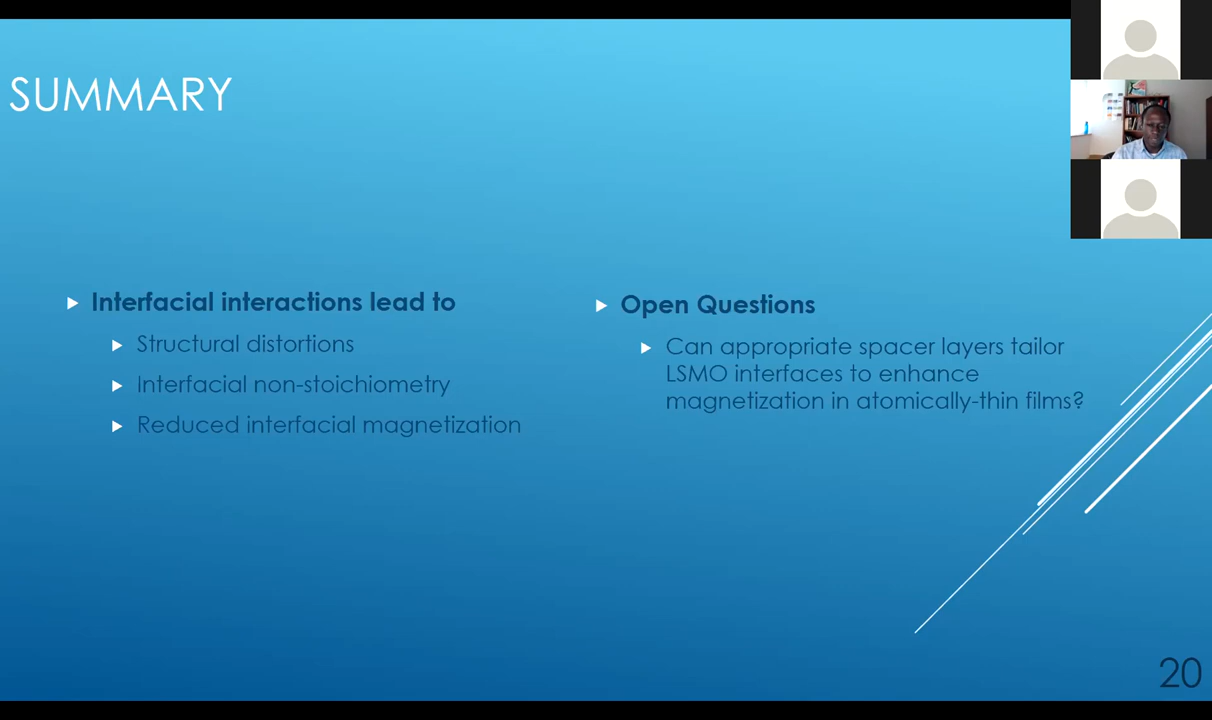 SUMMARY
Interfacial interactions lead to
Structural distortions
Interfacial non-stoichiometry
Reduced interfacial magnetization
Open Questions
Can appropriate spacer layers tailor
LSMO interfaces to enhance
magnetization in atomically-thin films?
20